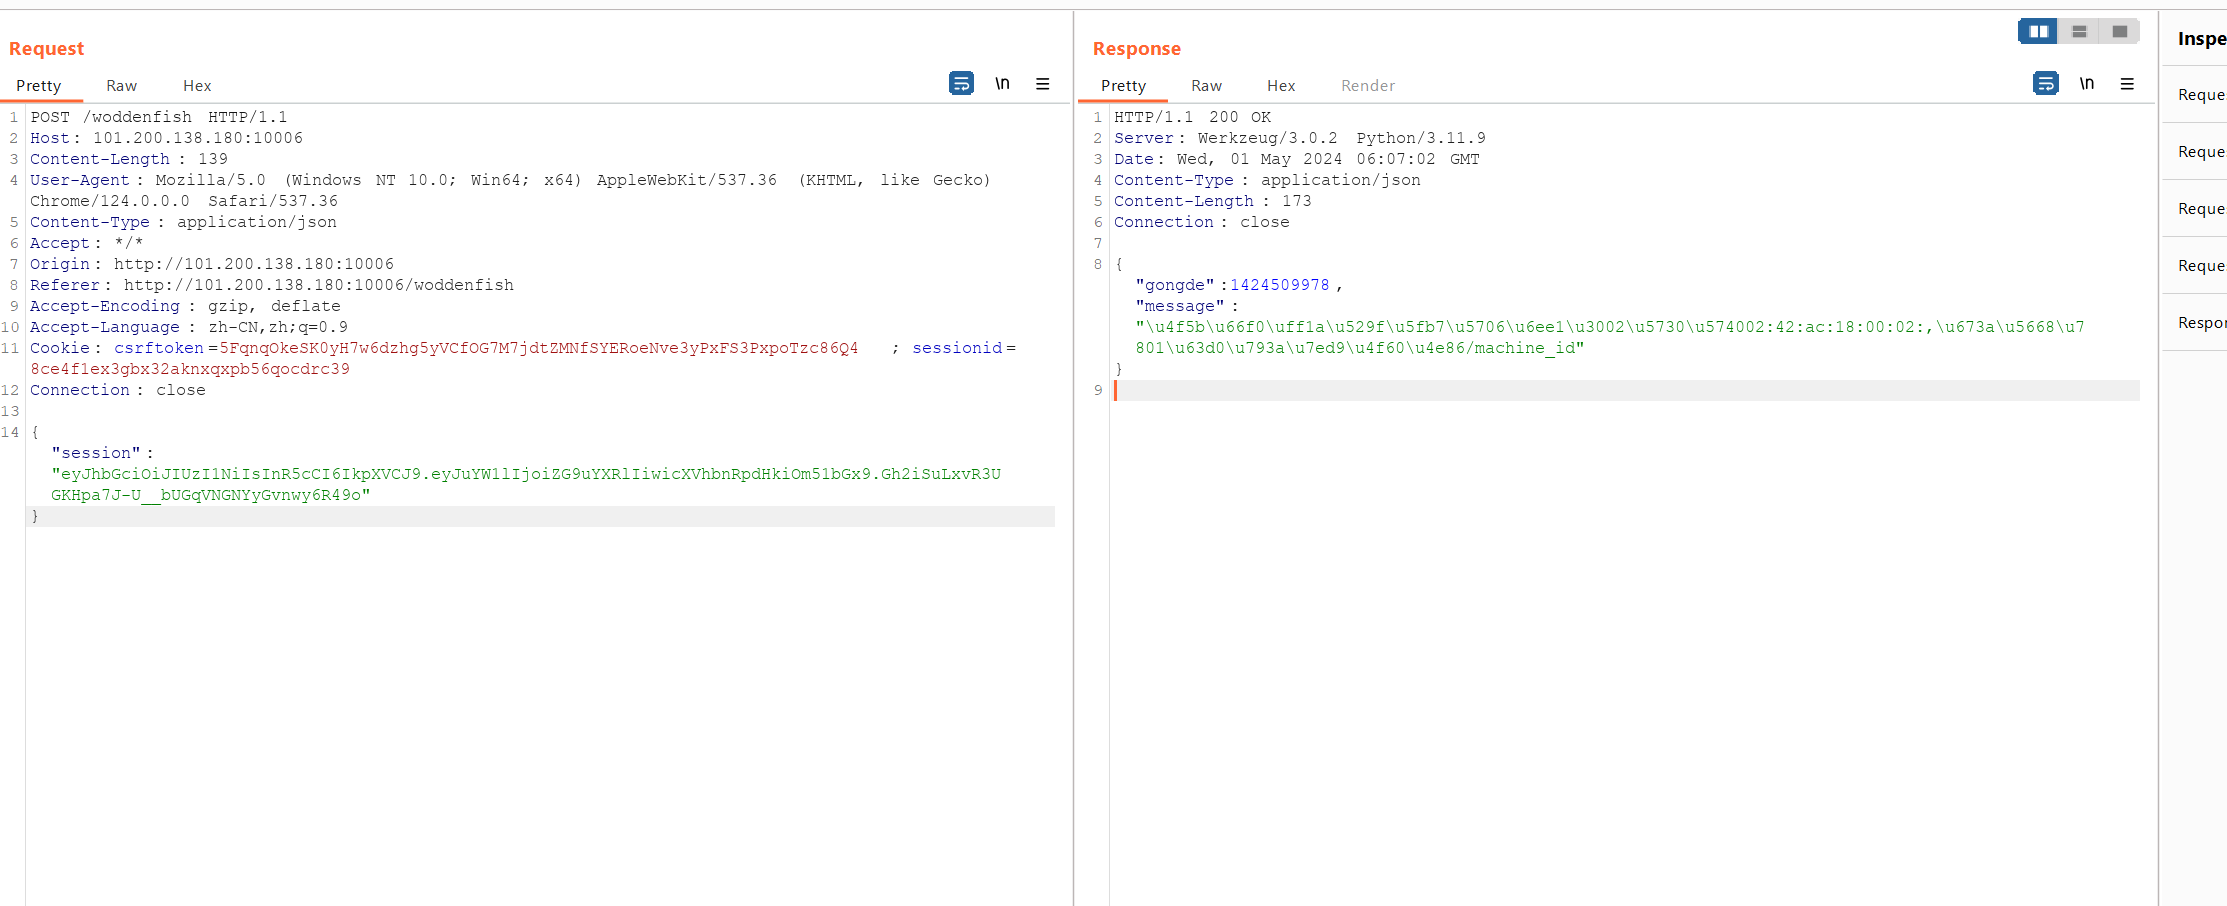 Request
Pretty Raw Hex \n
1 POST /woddenfish HTTP/1.1
2 Host: 101.200.138.180:10006
3 Content-Length: 139
4 User-Agent: Mozilla/5.0 (Windows NT 10.0; Win64; x64) AppleWebKit/537.36 (KHTML, like Gecko)
Chrome/124.0.0.0 Safari/537.36
5 Content-Type: application/json
6 Accept: */*
7 Origin: http://101.200.138.180:10006
8 Referer: http://101.200.138.180:10006/woddenfish
9 Accept-Encoding: gzip, deflate
10 Accept-Language: zh-CN,zh;q=0.9
11 Cookie: csrftoken=5FqnqOkeSK0yH7w6dzhg5yVCfOG7M7jdtZMNfSYERoeNve3yPxFS3PxpoTzc86Q4; sessionid=
8ce4f1ex3gbx32aknxqxpb56qocdrc39
12 Connection: close
13
14 {
"session":
"eyJhbGciOiJIUzI1NiIsInR5cCI6IkpXVCJ9.eyJuYW1lIjoiZG9uYXRlIiwicXVhbnRpdHkiOm51bGx9.Gh2iSuLxvR3U
GKHpa7J-U__bUGqVNGNYyGvnwy6R49o"
}
Response
Pretty Raw Hex Render \n
1 HTTP/1.1 200 OK
2 Server: Werkzeug/3.0.2 Python/3.11.9
3 Date: Wed, 01 May 2024 06:07:02 GMT
4 Content-Type: application/json
5 Content-Length: 173
6 Connection: close
7
8 {
"gongde":1424509978,
"message":
"\u4f5b\u66f0\uff1a\u529f\u5fb7\u5706\u6ee1\u3002\u5730\u574002:42:ac:18:00:02:,\u673a\u5668\u7
801\u63d0\u793a\u7ed9\u4f60\u4e86/machine_id"
}
9
Inspe
Reque
Reque
Reque
Reque
Respon